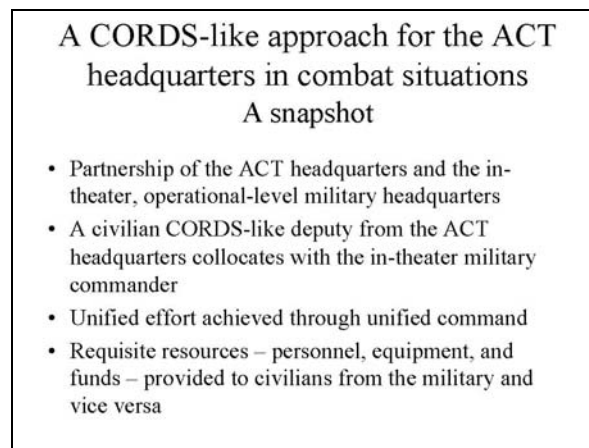 A CORDS-like approach for the ACT
headquarters in combat situations
A snapshot
• Partnership of the ACT headquarters and the in-
theater, operational-level military headquarters
• A civilian CORDS-like deputy from the ACT
headquarters collocates with the in-theater military
commander
• Unified effort achieved through unified command
• Requisite resources – personnel, equipment, and
funds – provided to civilians from the military and
vice versa